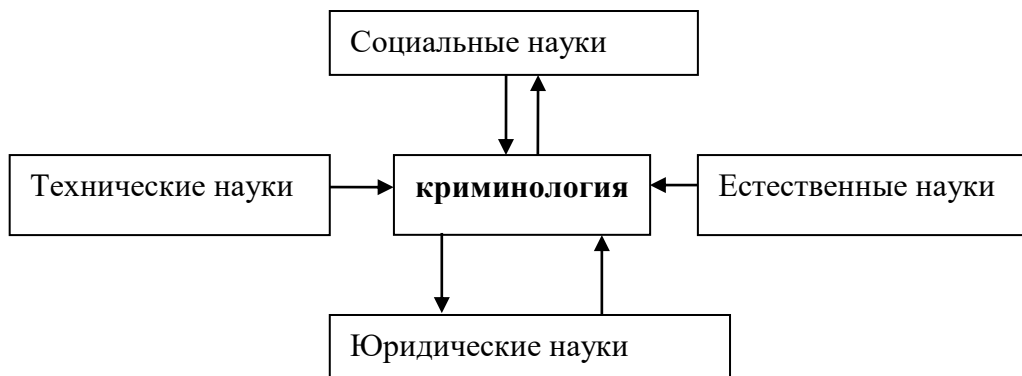 Социальные науки
Технические науки
криминология
Естественные науки
Юридические науки